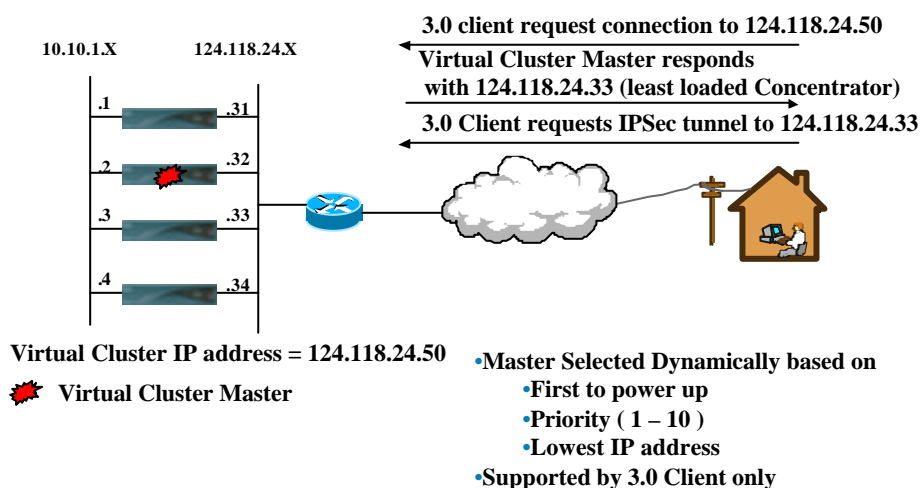 3.0 client request connection to 124.118.24.50
10.10.1.X
124.118.24.X
Virtual Cluster Master responds
with 124.118.24.33 (least loaded Concentrator)
3.0 Client requests IPSec tunnel to 124.118.24.33
.1
.31
.2
.32
.3
.33
.4
.34
Virtual Cluster IP address = 124.118.24.50
Virtual Cluster Master
•Master Selected Dynamically based on
•First to power up
•Priority ( 1 – 10 )
•Lowest IP address
•Supported by 3.0 Client only